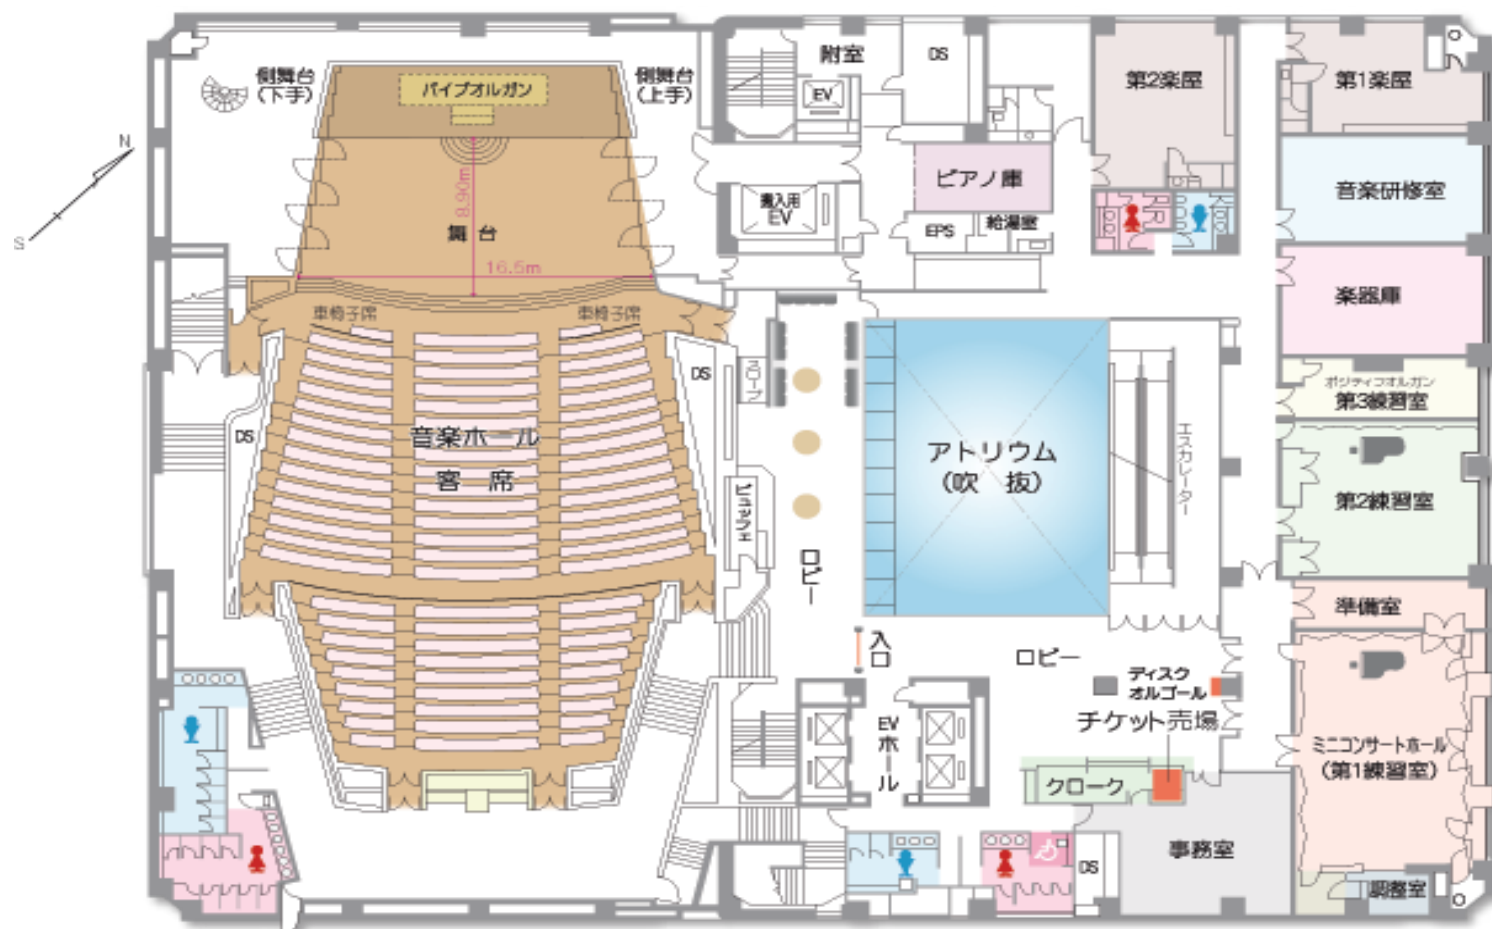 側舞台
(下手)
パイプオルガン
側舞台
(上手)
附室
DS
EV
第2楽屋
第1楽屋
N
S
8.90m
舞台
16.5m
搬入用
EV
ピアノ庫
EPS
給湯室
音楽研修室
楽器庫
車椅子席
車椅子席
DS
スロープ
DS
音楽ホール
客 席
ビュッフェ
ロビー
アトリウム
(吹 抜)
エスカレーター
ポジティフオルガン
第3練習室
第2練習室
準備室
入口
ロビー
ディスク
オルゴール
チケット売場
EVホール
クローク
ミニコンサートホール
(第1練習室)
事務室
DS
調整室